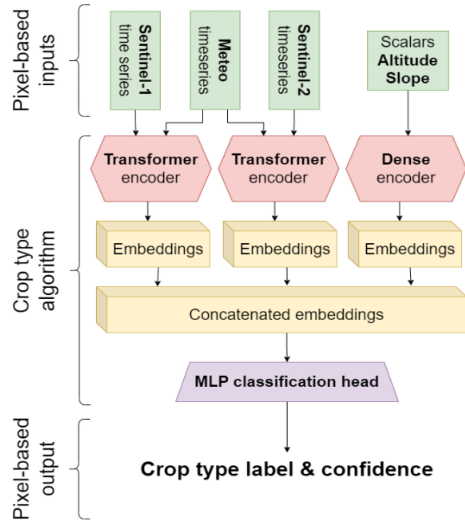 Pixel-based
inputs
Sentinel-1
time series
Meteo
timeseries
Sentinel-2
timeseries
Scalars
Altitude
Slope
Crop type
algorithm
Transformer
encoder
Transformer
encoder
Dense
encoder
Embeddings
Embeddings
Embeddings
Concatenated embeddings
MLP classification head
Pixel-based
output
Crop type label & confidence